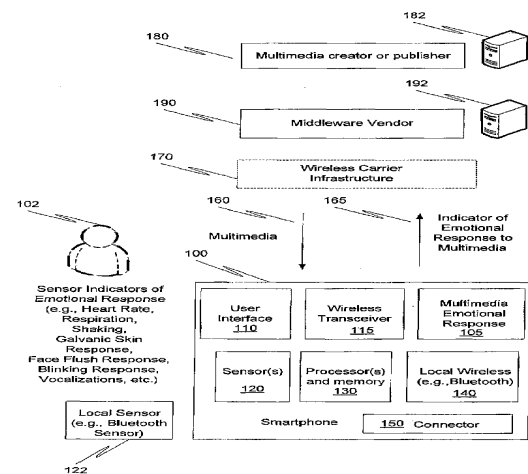 182
180
Multimedia creator or publisher
192
190
Middleware Vendor
170
Wireless Carrier
Infrastructure
102
160
165
Multimedia
Indicator of
Emotional
Response to
Multimedia
100
Sensor Indicators of
Emotional Response
(e.g., Heart Rate,
Respiration,
Shaking,
Galvanic Skin
Response,
Face Flush Response,
Blinking Response,
Vocalizations, etc.)
User
Interface
110
Wireless
Transceiver
115
Multimedia
Emotional
Response
105
Sensor(s)
120
Processor(s)
and memory
130
Local Wireless
(e.g.,Bluetooth)
140
Local Sensor
(e.g., Bluetooth
Sensor)
Smartphone
150 Connector
122